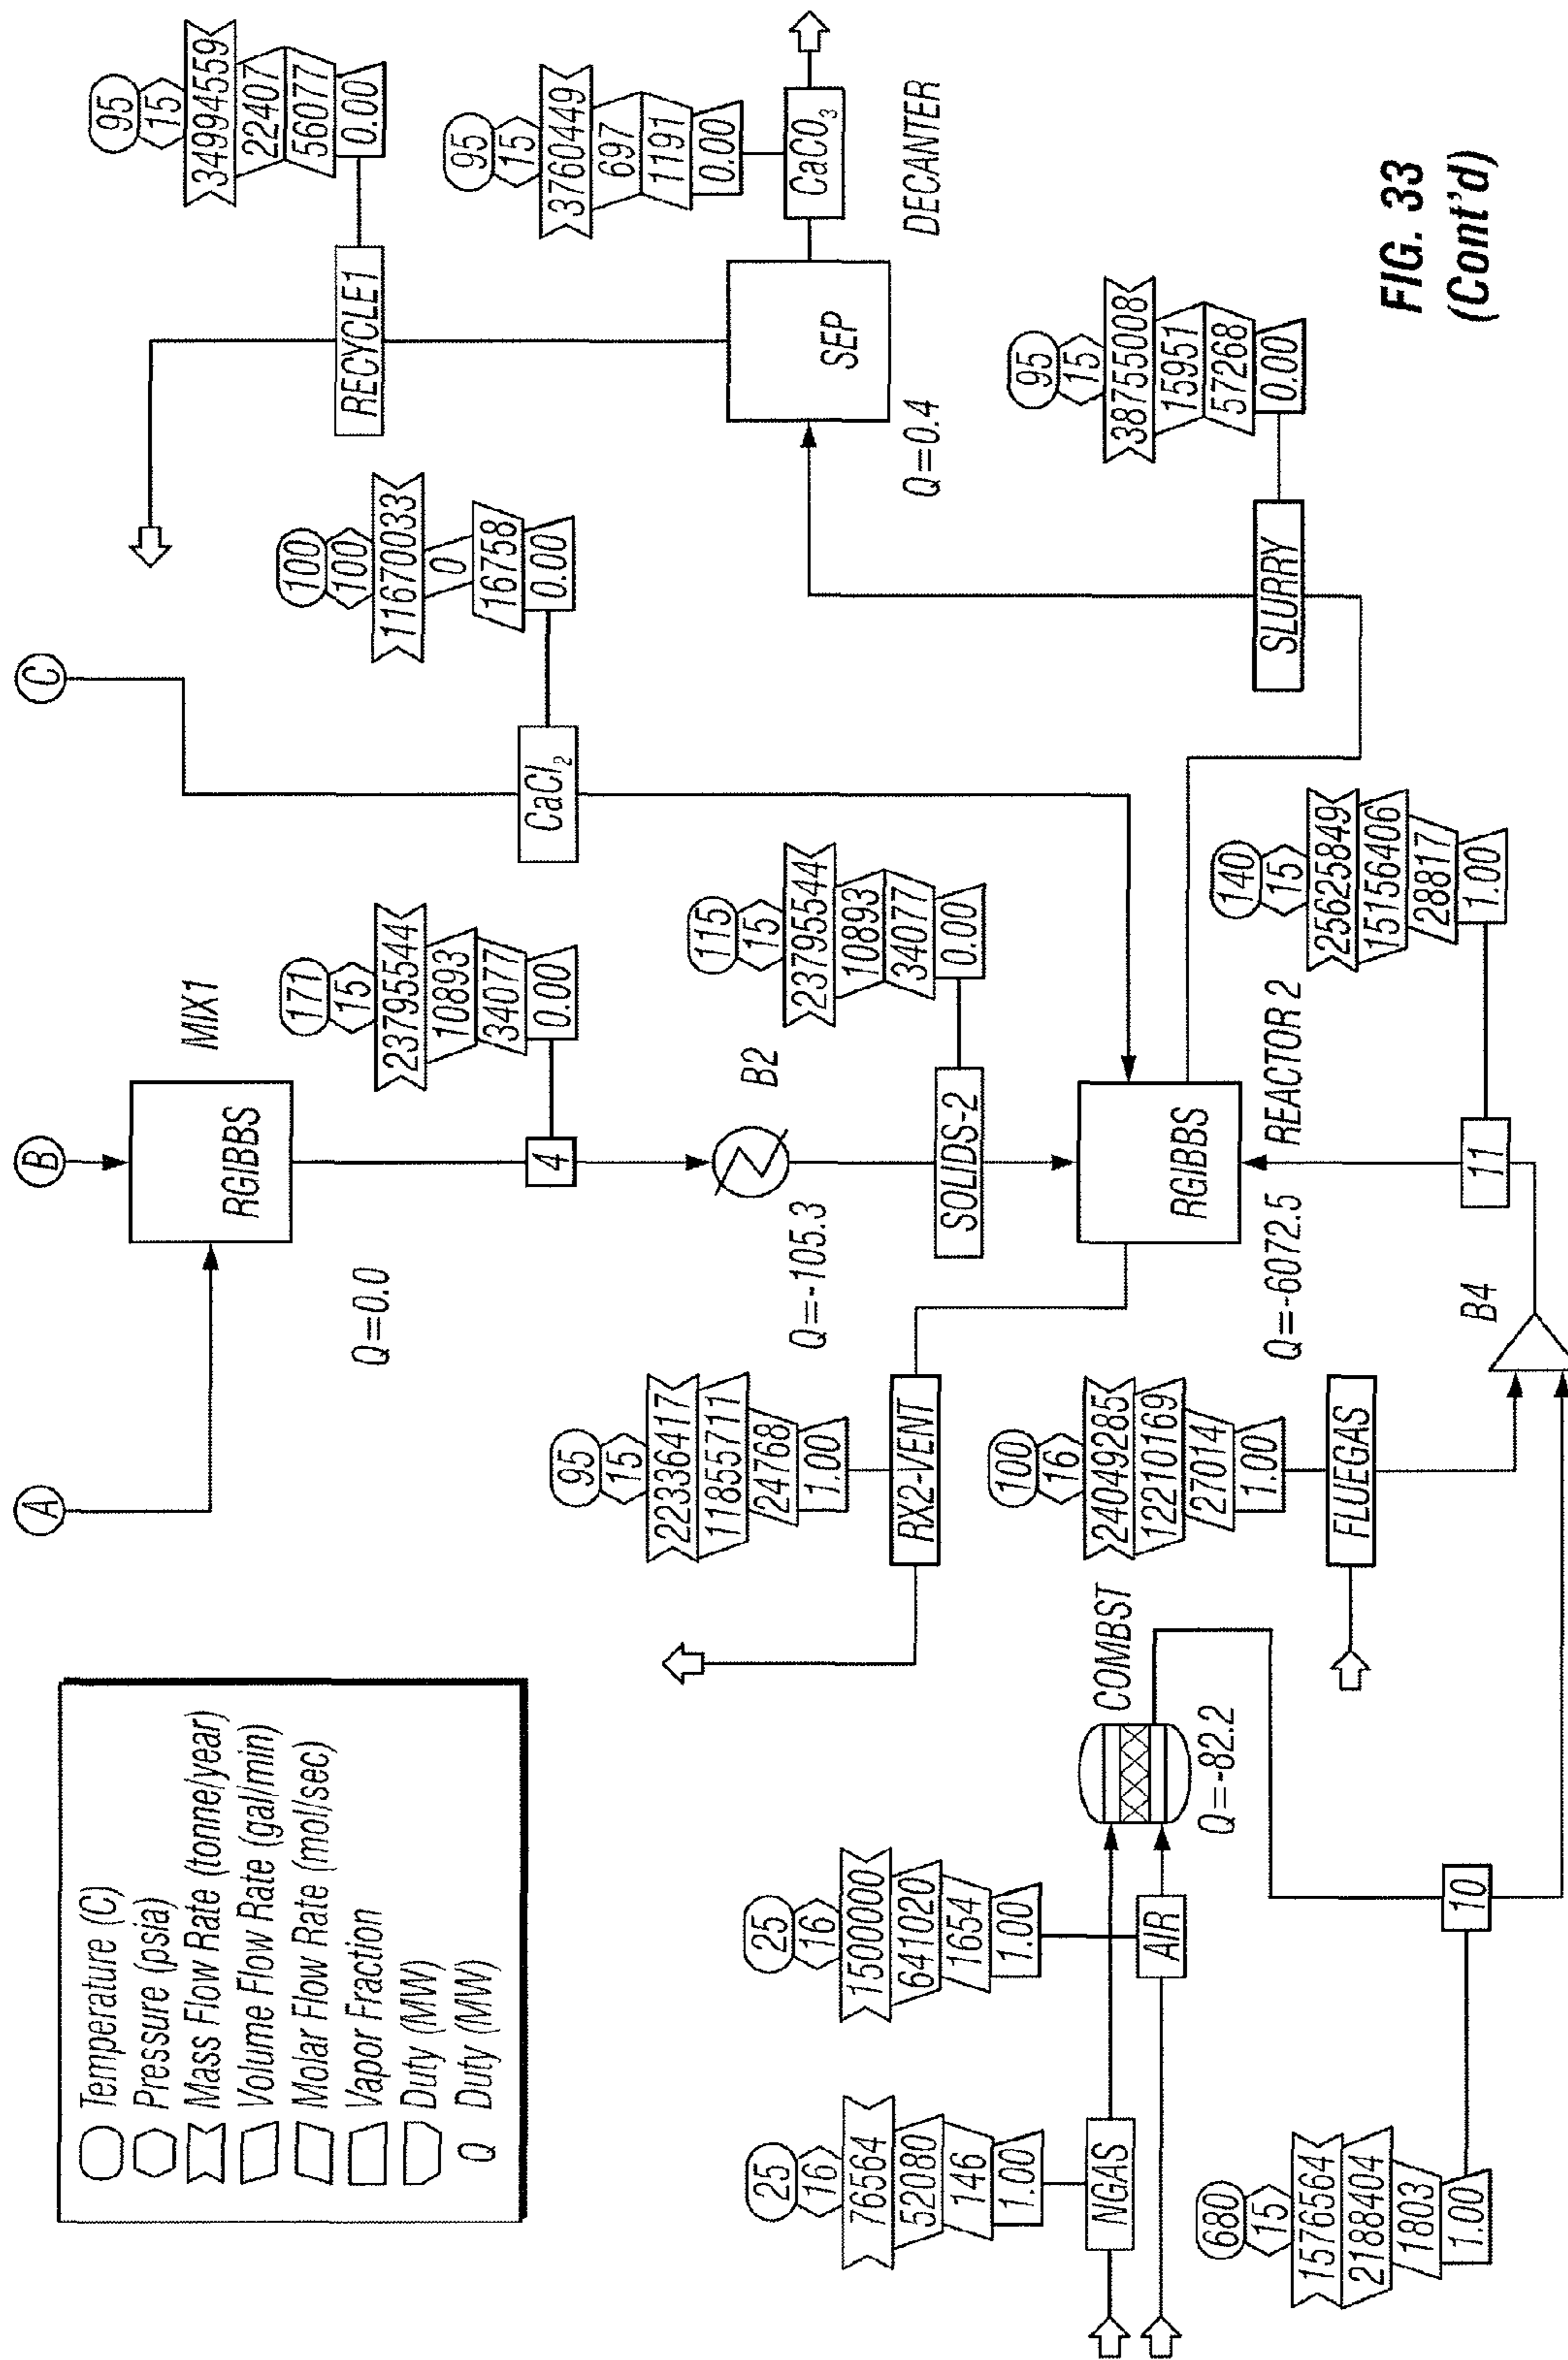 Temperature (C)
Pressure (psia)
Mass Flow Rate (tonne/year)
Volume Flow Rate (gal/min)
Molar Flow Rate (mol/sec)
Vapor Fraction
Duty (MW)
Q Duty (MW)
A
B
C
RGIBBS
MIX1
Q=0.0
171
15
23795544
10893
34077
0.00
4
B2
Q=-105.3
115
15
23795544
10893
34077
0.00
SOLIDS-2
100
100
11670033
0
16758
0.00
CaCl₂
95
15
34994559
22407
56077
0.00
RECYCLE1
95
15
3760449
697
1191
0.00
CaCO₃
SEP
DECANTER
Q=0.4
95
15
38755008
15951
57268
0.00
SLURRY
95
15
22336417
11855711
24768
1.00
RX2-VENT
RGIBBS
REACTOR 2
Q=-6072.5
140
15
25625849
15156406
28817
1.00
11
B4
100
16
24049285
12210169
27014
1.00
FLUEGAS
25
16
1500000
641020
1654
1.00
AIR
25
16
76564
52080
146
1.00
NGAS
COMBST
Q=-82.2
680
15
1576564
2188404
1803
1.00
10
FIG. 33
(Cont'd)